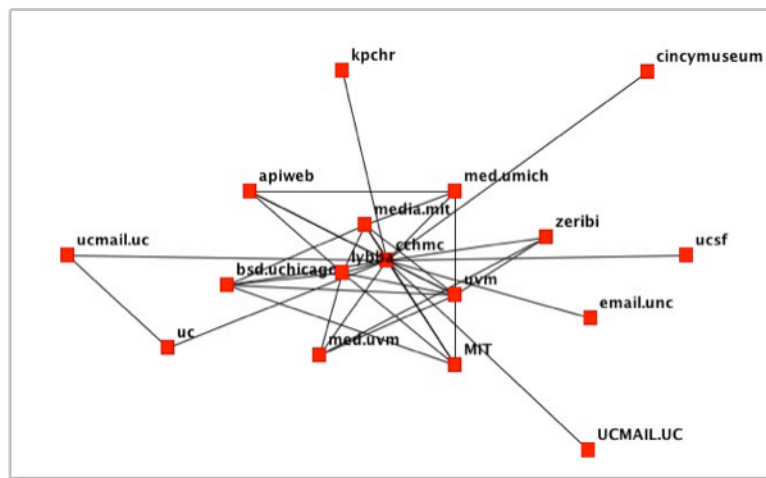 kpchr
cincymuseum
apiweb
med.umich
media.mit
zeribi
ucmail.uc
cchmc
ucsf
lybba
bsd.uchicago
uvm
email.unc
uc
med.uvm
MIT
UCMAIL.UC